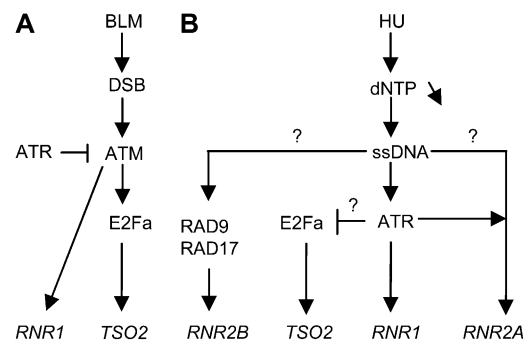 A
BLM
DSB
ATR
ATM
E2Fa
RNR1
TSO2
B
HU
dNTP
?
ssDNA
?
RAD9
RAD17
E2Fa
?
ATR
RNR2B
TSO2
RNR1
RNR2A